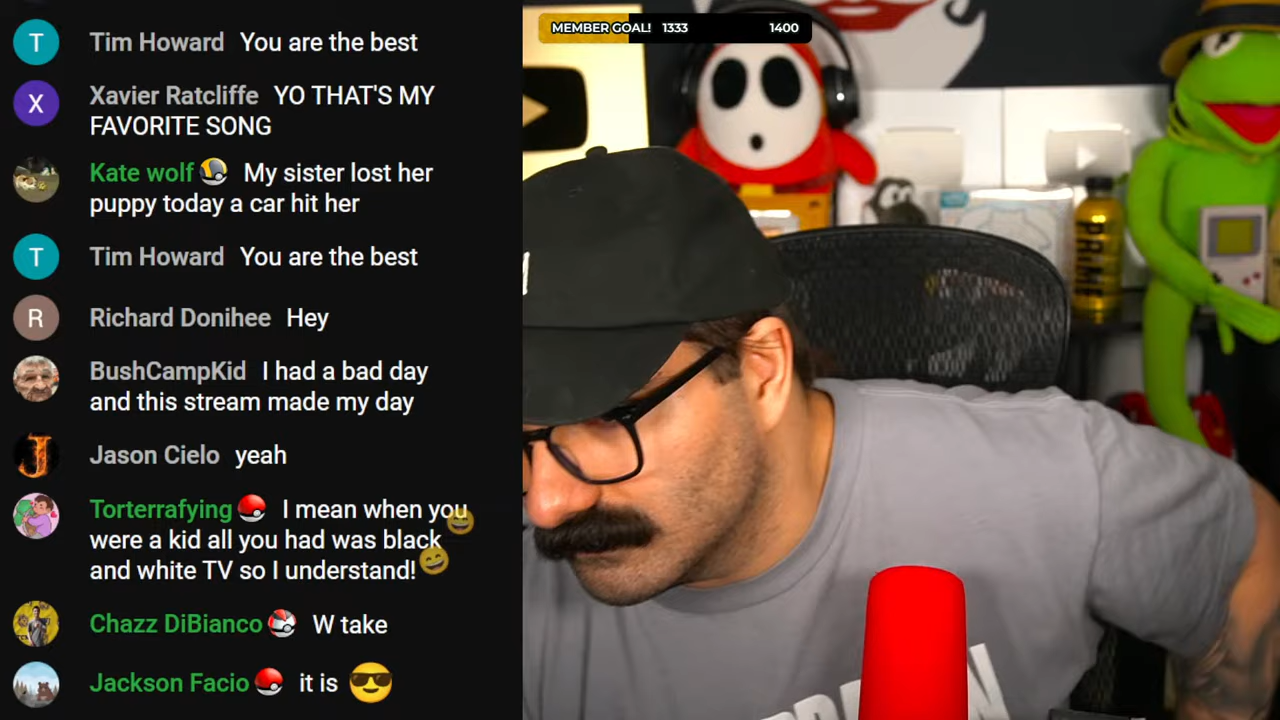 MEMBER GOAL! 1333 1400
T Tim Howard You are the best
X Xavier Ratcliffe YO THAT'S MY
FAVORITE SONG
Kate wolf My sister lost her
puppy today a car hit her
T Tim Howard You are the best
R Richard Donihee Hey
BushCampKid I had a bad day
and this stream made my day
J Jason Cielo yeah
Torterrafying I mean when you
were a kid all you had was black
and white TV so I understand!
Chazz DiBianco W take
Jackson Facio it is
PRIME